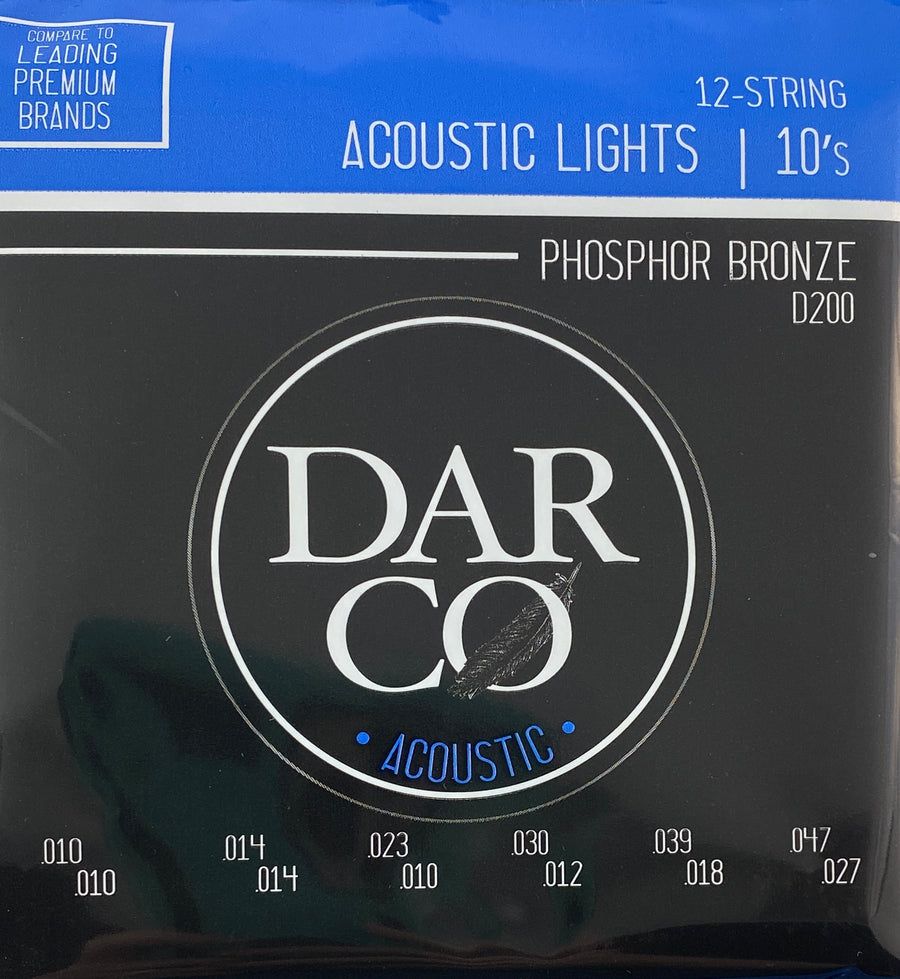 COMPARE TO
LEADING
PREMIUM
BRANDS
12-STRING
ACOUSTIC LIGHTS | 10's
PHOSPHOR BRONZE
D200
DAR
CO
• ACOUSTIC •
.010 .014 .023 .030 .039 .047
.010 .014 .010 .012 .018 .027